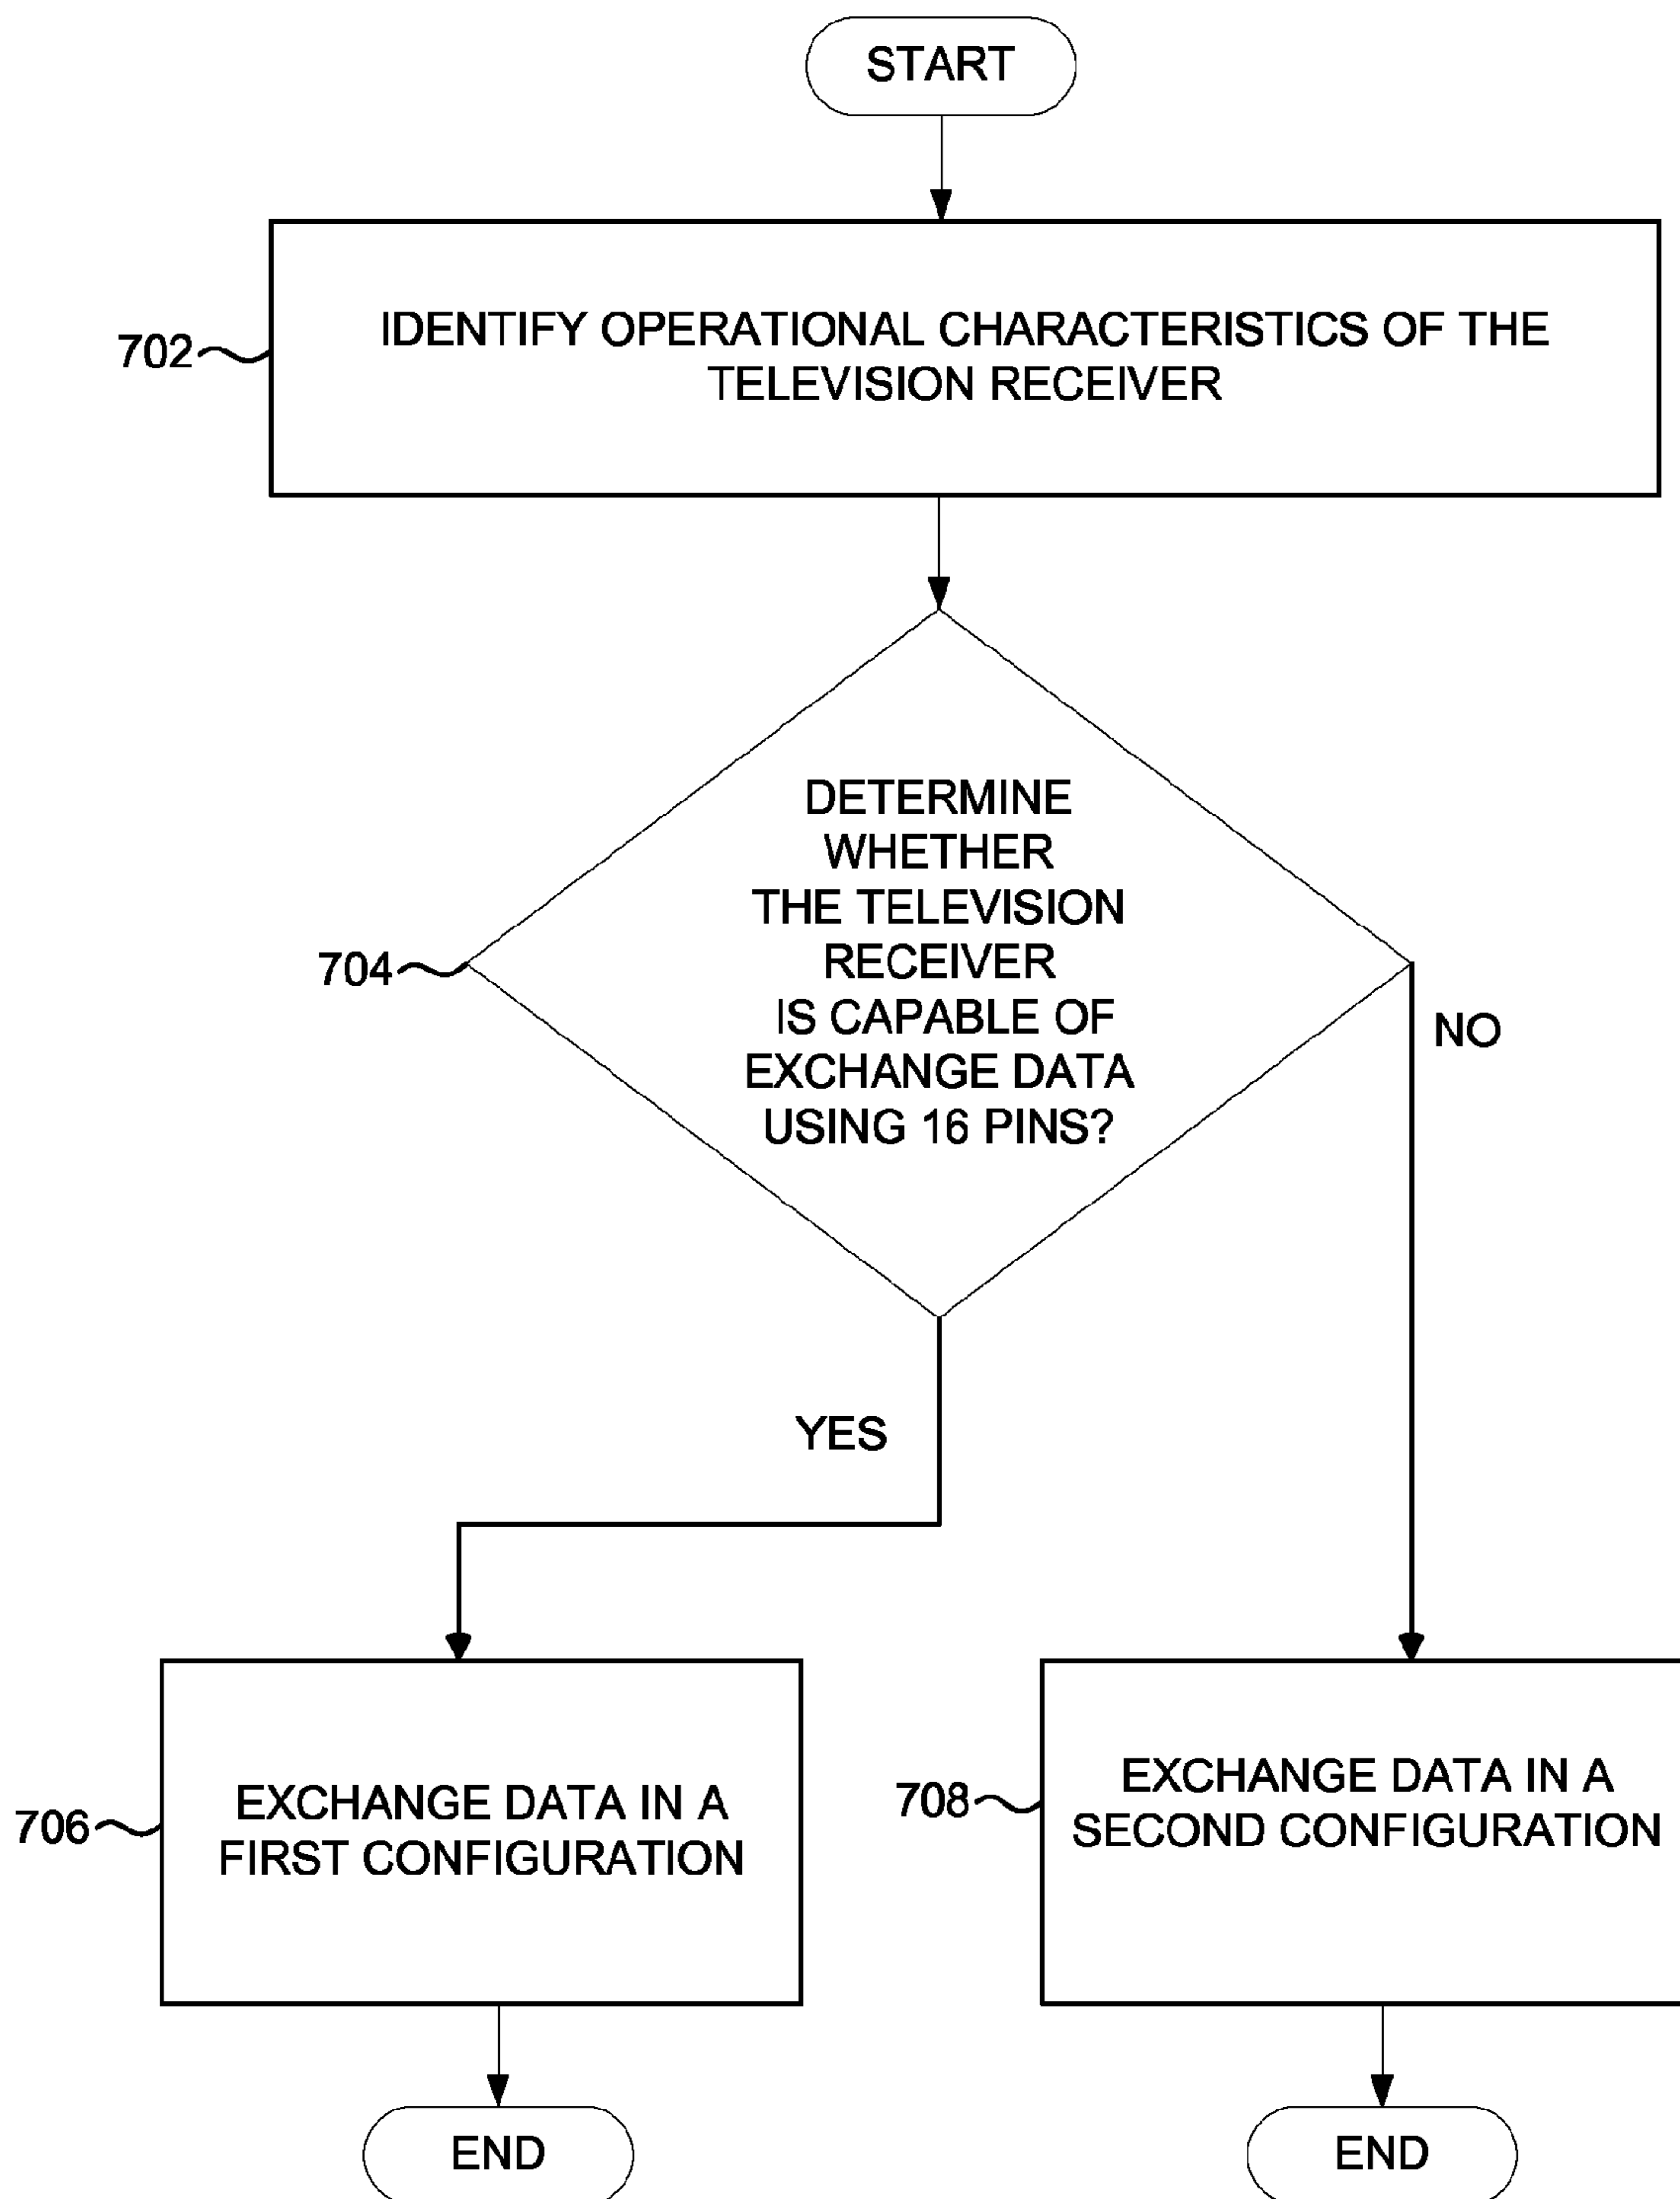 START
702
IDENTIFY OPERATIONAL CHARACTERISTICS OF THE
TELEVISION RECEIVER
DETERMINE
WHETHER
THE TELEVISION
RECEIVER
IS CAPABLE OF
EXCHANGE DATA
USING 16 PINS?
704
NO
YES
706
EXCHANGE DATA IN A
FIRST CONFIGURATION
708
EXCHANGE DATA IN A
SECOND CONFIGURATION
END
END